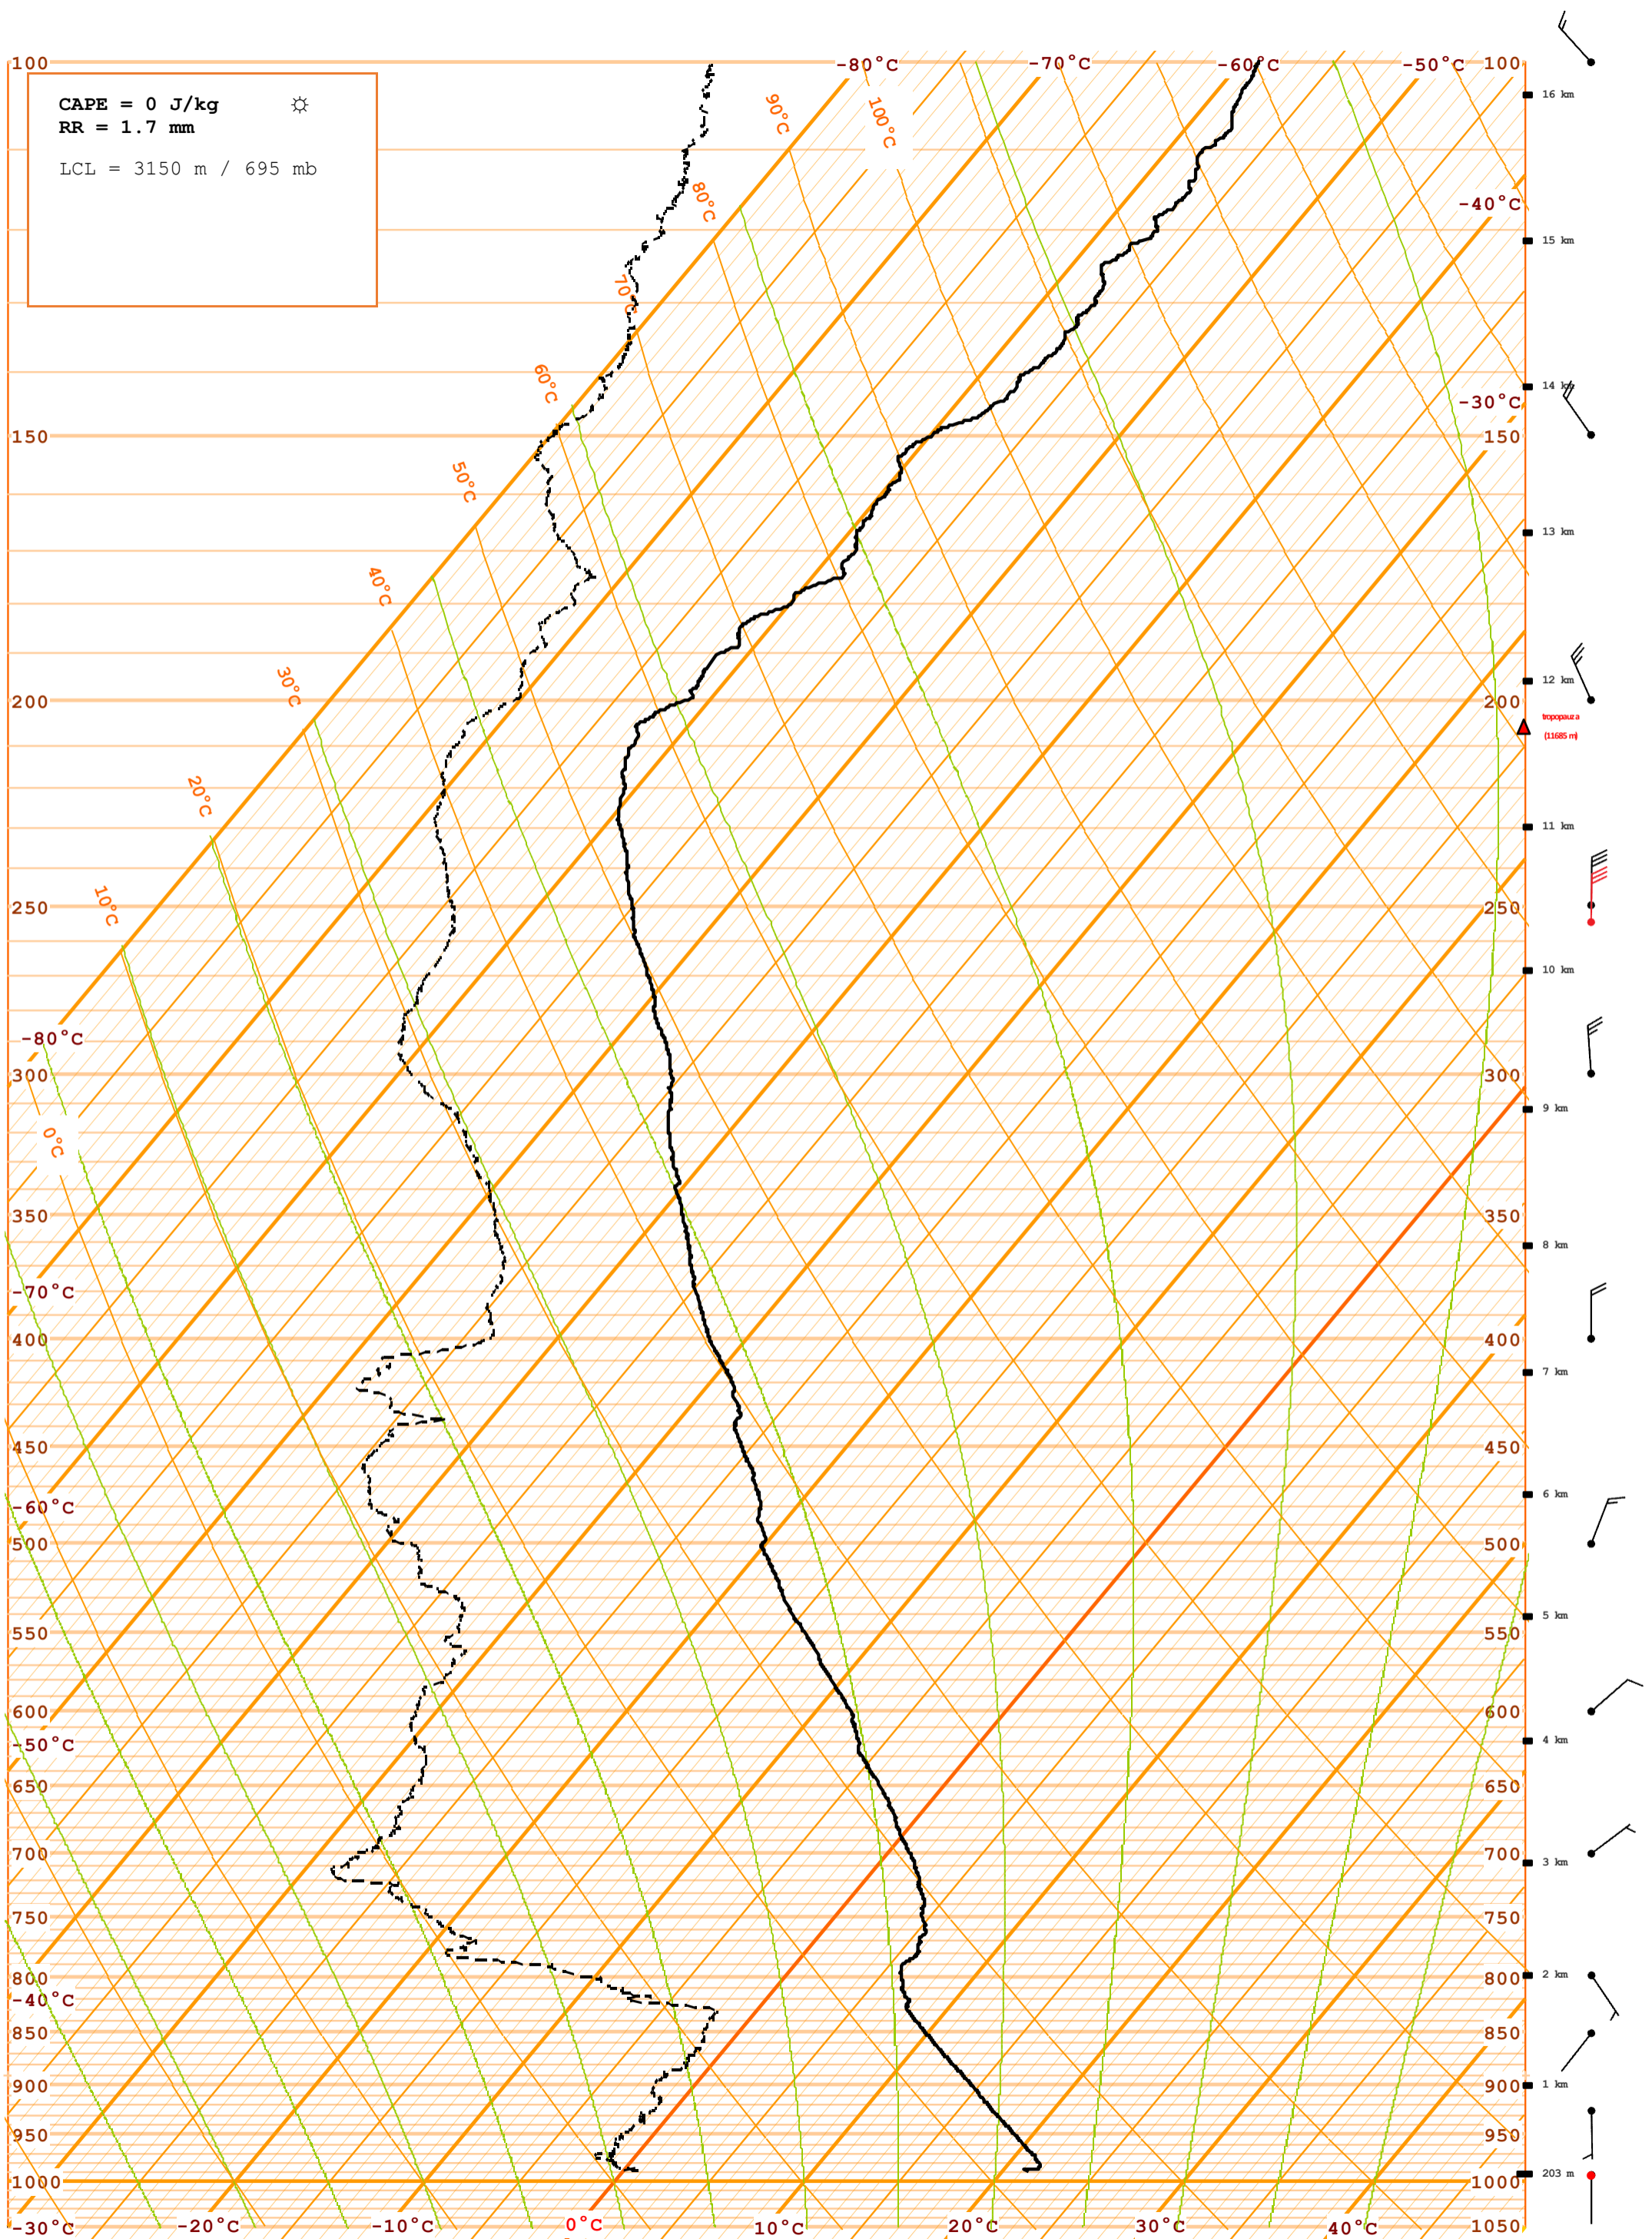 100 -80°C -70°C -60°C -50°C 100
16 km
CAPE = 0 J/kg ☼
RR = 1.7 mm
LCL = 3150 m / 695 mb
90°C 100°C
80°C -40°C
15 km
70°C
60°C 14 km
-30°C
150 150
50°C
13 km
40°C
30°C 12 km
200 200
tropopauza
(11685 m)
20°C
11 km
10°C
250 250
10 km
-80°C
300 300
9 km
0°C
350 350
8 km
-70°C
400 400
7 km
450 450
6 km
-60°C
500 500
5 km
550 550
600 600
-50°C 4 km
650 650
700 700
3 km
750 750
800 800 2 km
-40°C
850 850
900 900 1 km
950 950
1000 1000 203 m
-30°C -20°C -10°C 0°C 10°C 20°C 30°C 40°C 1050